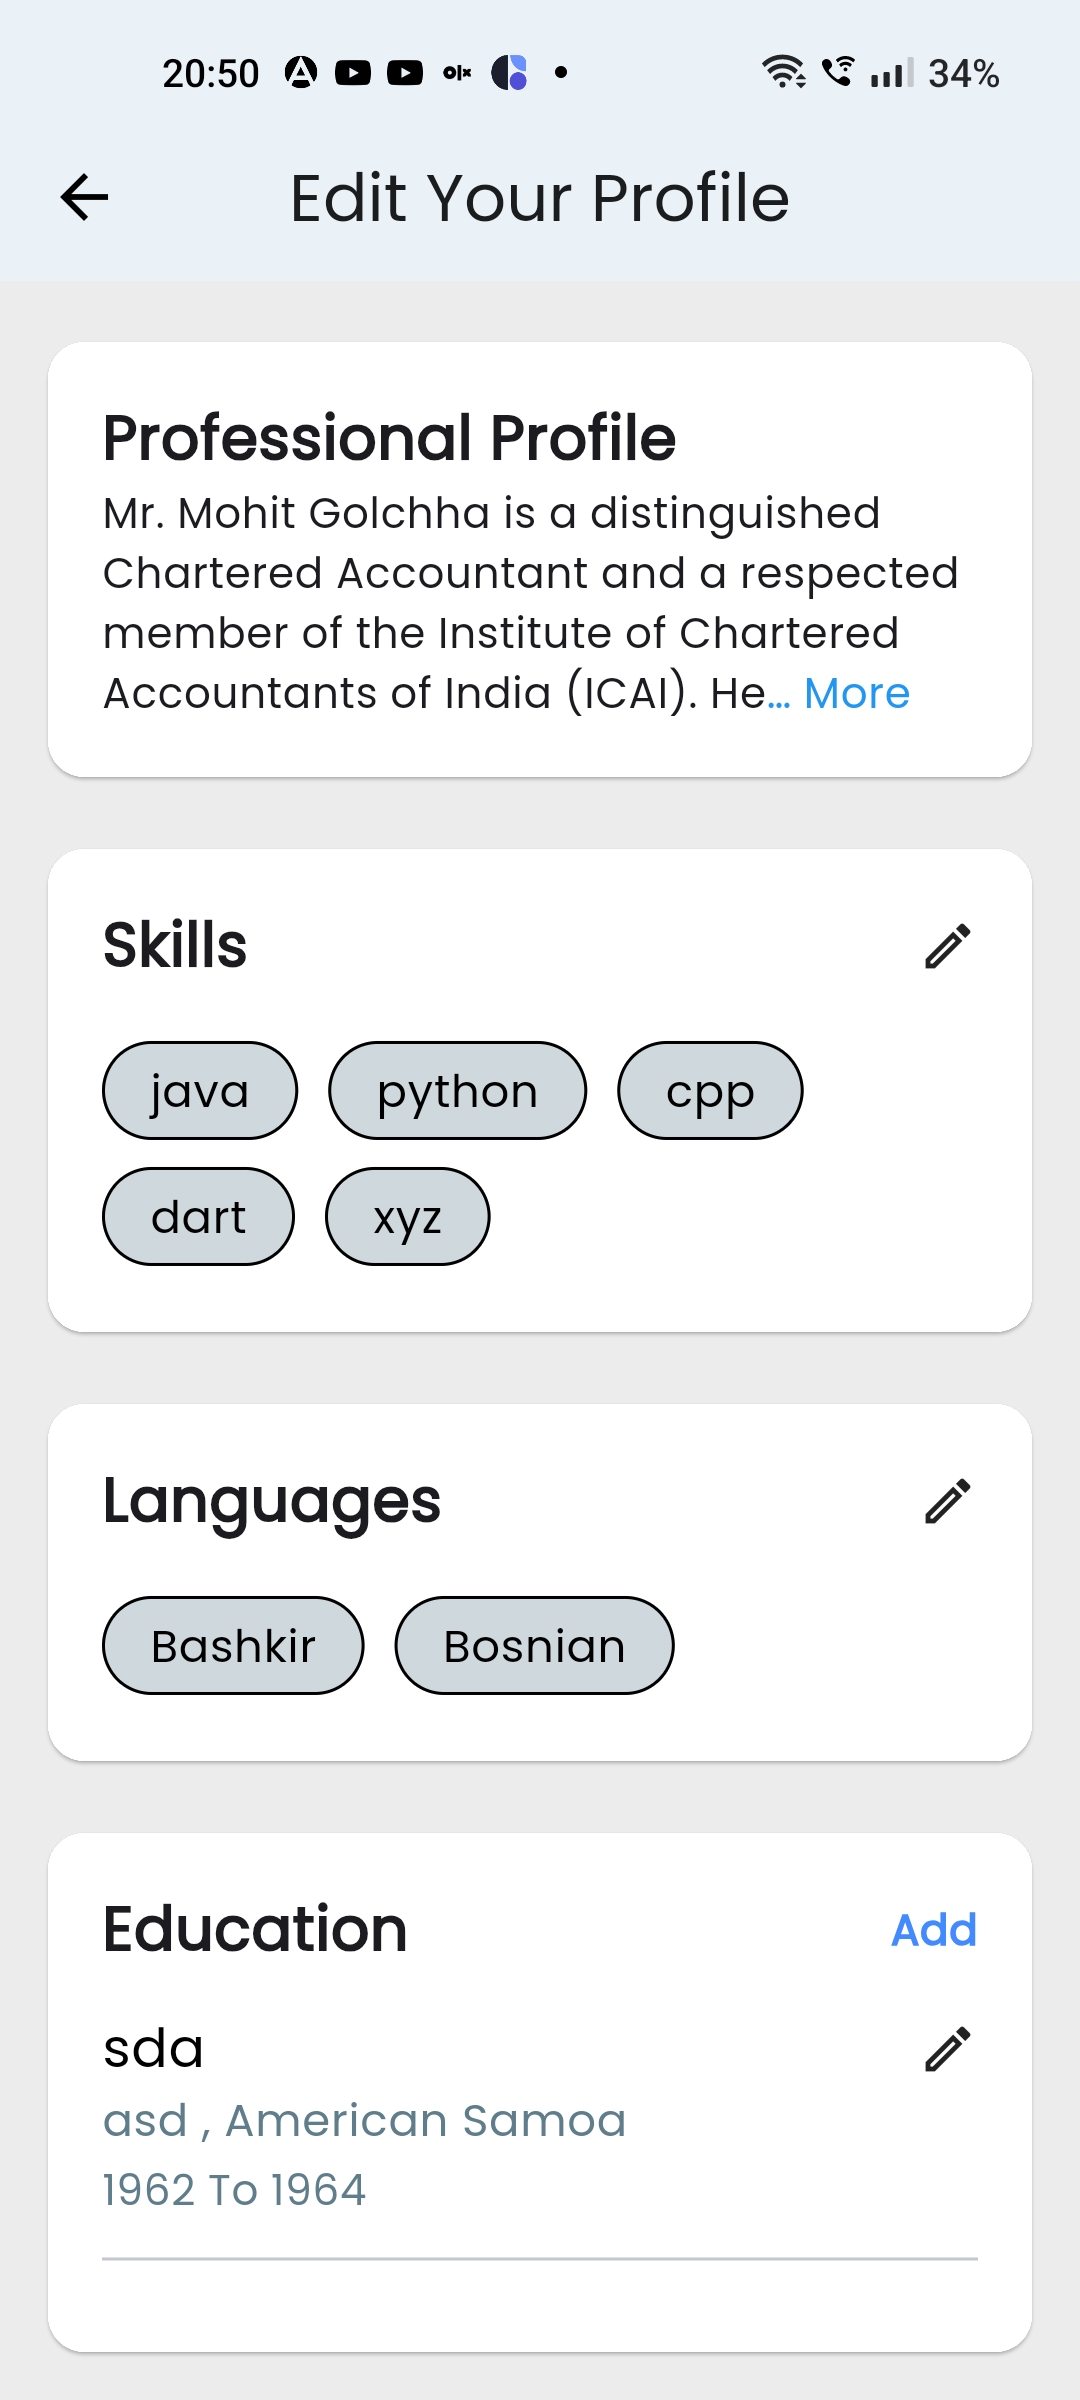 20:50 olx 34%
Edit Your Profile
Professional Profile
Mr. Mohit Golchha is a distinguished
Chartered Accountant and a respected
member of the Institute of Chartered
Accountants of India (ICAI). He... More
Skills
java python cpp
dart xyz
Languages
Bashkir Bosnian
Education Add
sda
asd , American Samoa
1962 To 1964